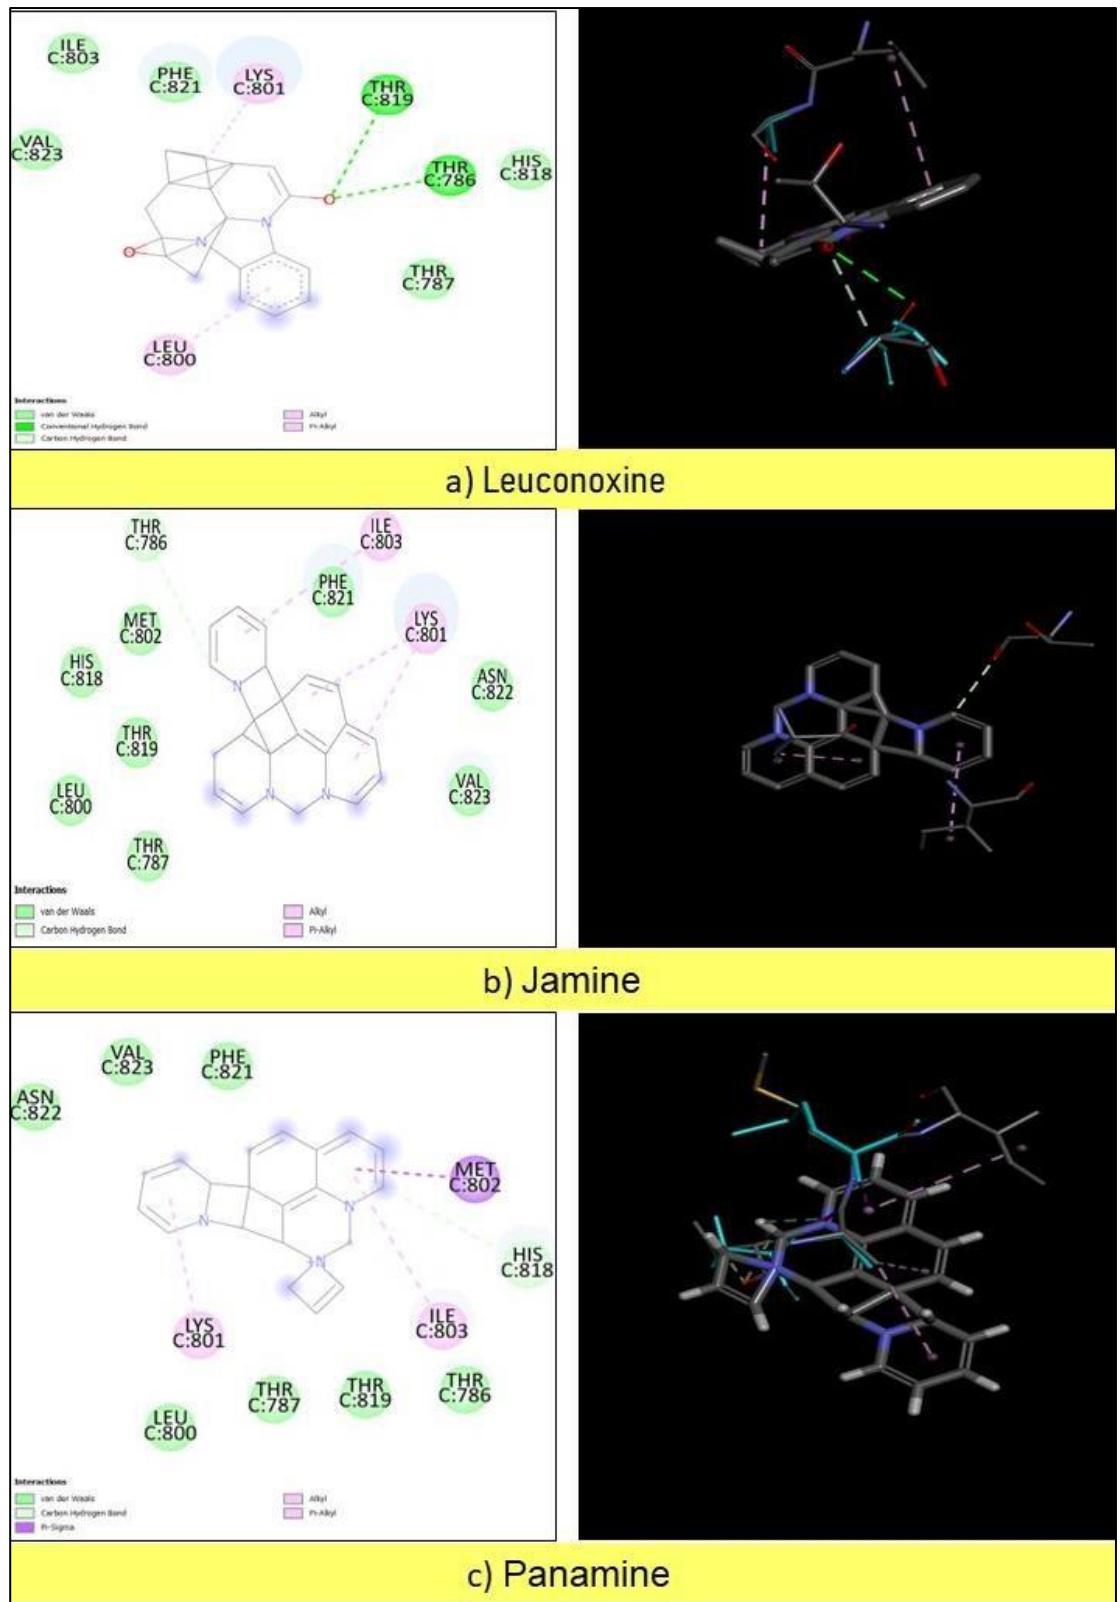 ILE
C:803
PHE
C:821
LYS
C:801
THR
C:819
VAL
C:823
THR
C:786
HIS
C:818
O
N
N
O
THR
C:787
LEU
C:800
Interactions
van der Waals
Conventional Hydrogen Bond
Carbon Hydrogen Bond
Alkyl
Pi-Alkyl
a) Leuconoxine
THR
C:786
ILE
C:803
PHE
C:821
MET
C:802
LYS
C:801
HIS
C:818
ASN
C:822
N
THR
C:819
LEU
C:800
VAL
C:823
N
N
THR
C:787
Interactions
van der Waals
Carbon Hydrogen Bond
Alkyl
Pi-Alkyl
b) Jamine
VAL
C:823
PHE
C:821
ASN
C:822
MET
C:802
N
N
N
HIS
C:818
LYS
C:801
ILE
C:803
THR
C:787
THR
C:819
THR
C:786
LEU
C:800
Interactions
van der Waals
Carbon Hydrogen Bond
Pi-Sigma
Alkyl
Pi-Alkyl
c) Panamine